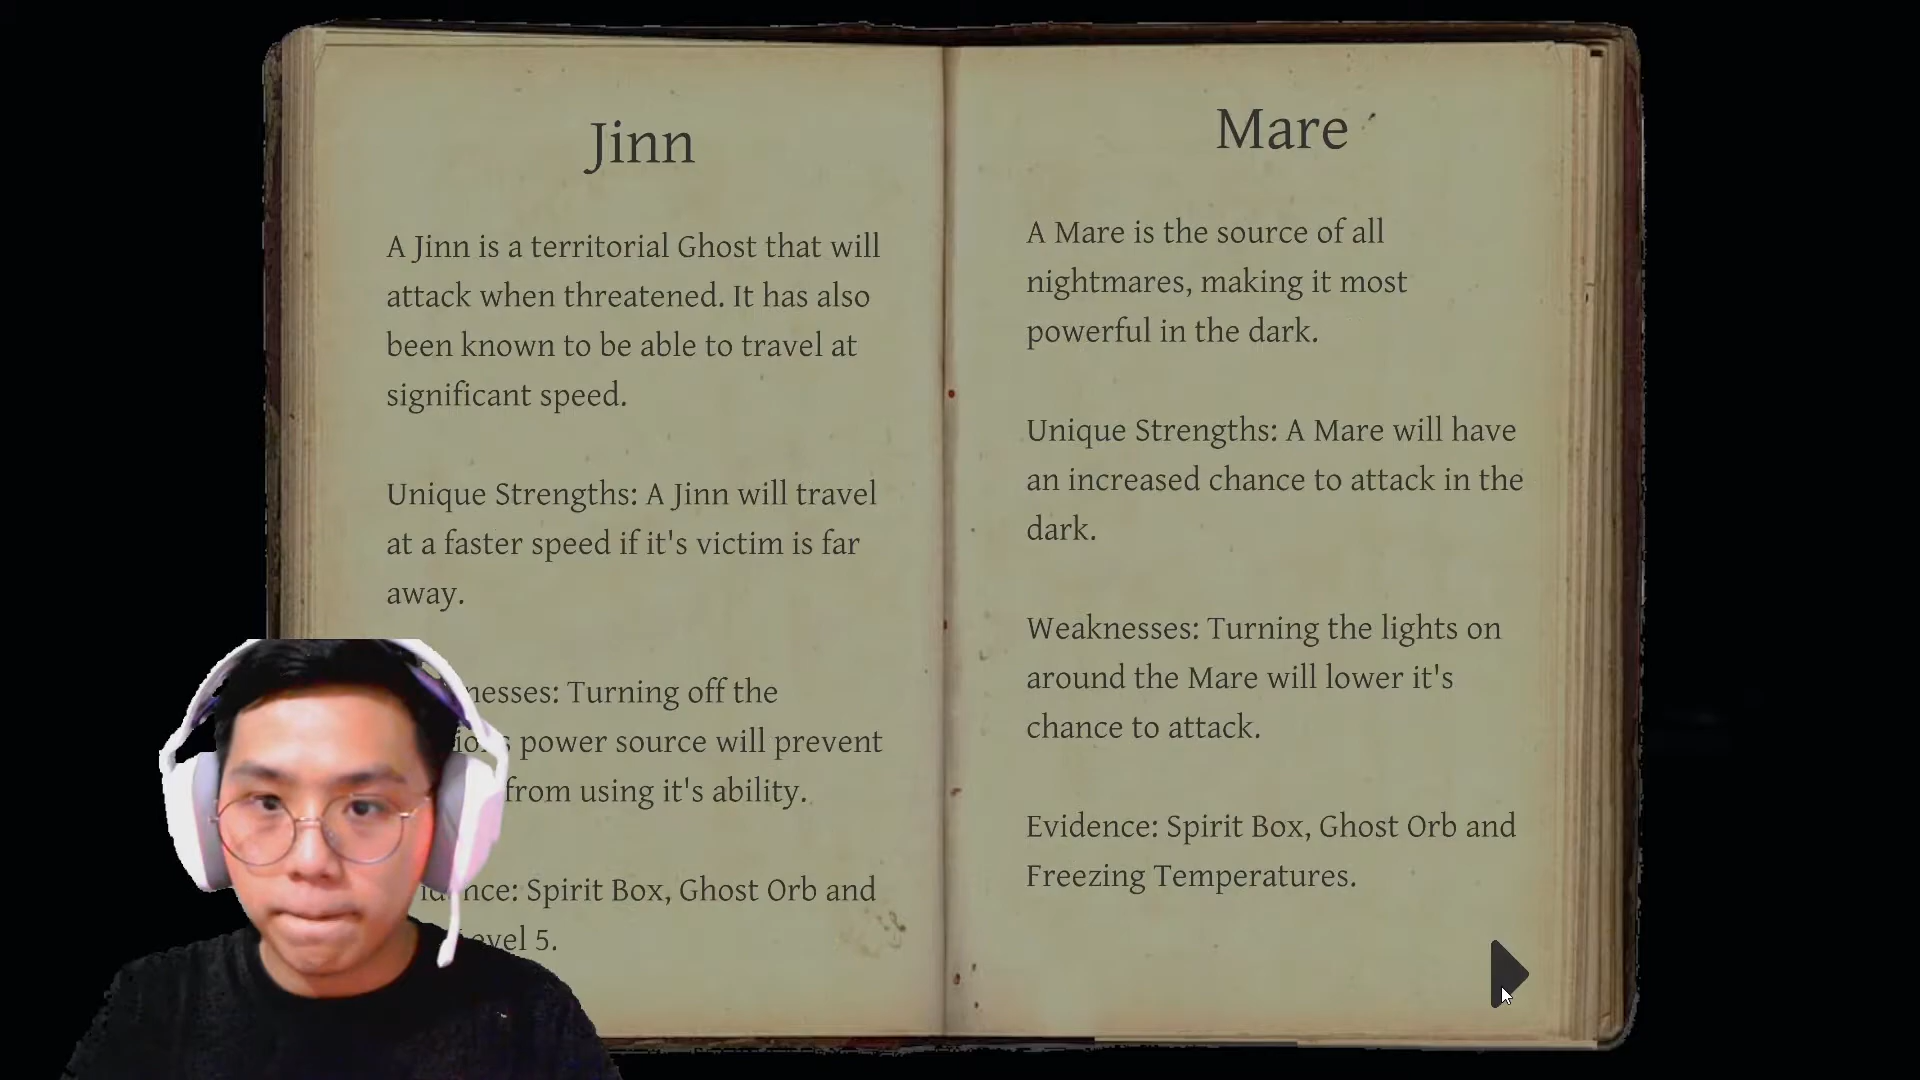 Jinn
A Jinn is a territorial Ghost that will
attack when threatened. It has also
been known to be able to travel at
significant speed.
Unique Strengths: A Jinn will travel
at a faster speed if it's victim is far
away.
nesses: Turning off the
power source will prevent
from using it's ability.
nce: Spirit Box, Ghost Orb and
evel 5.
Mare
A Mare is the source of all
nightmares, making it most
powerful in the dark.
Unique Strengths: A Mare will have
an increased chance to attack in the
dark.
Weaknesses: Turning the lights on
around the Mare will lower it's
chance to attack.
Evidence: Spirit Box, Ghost Orb and
Freezing Temperatures.